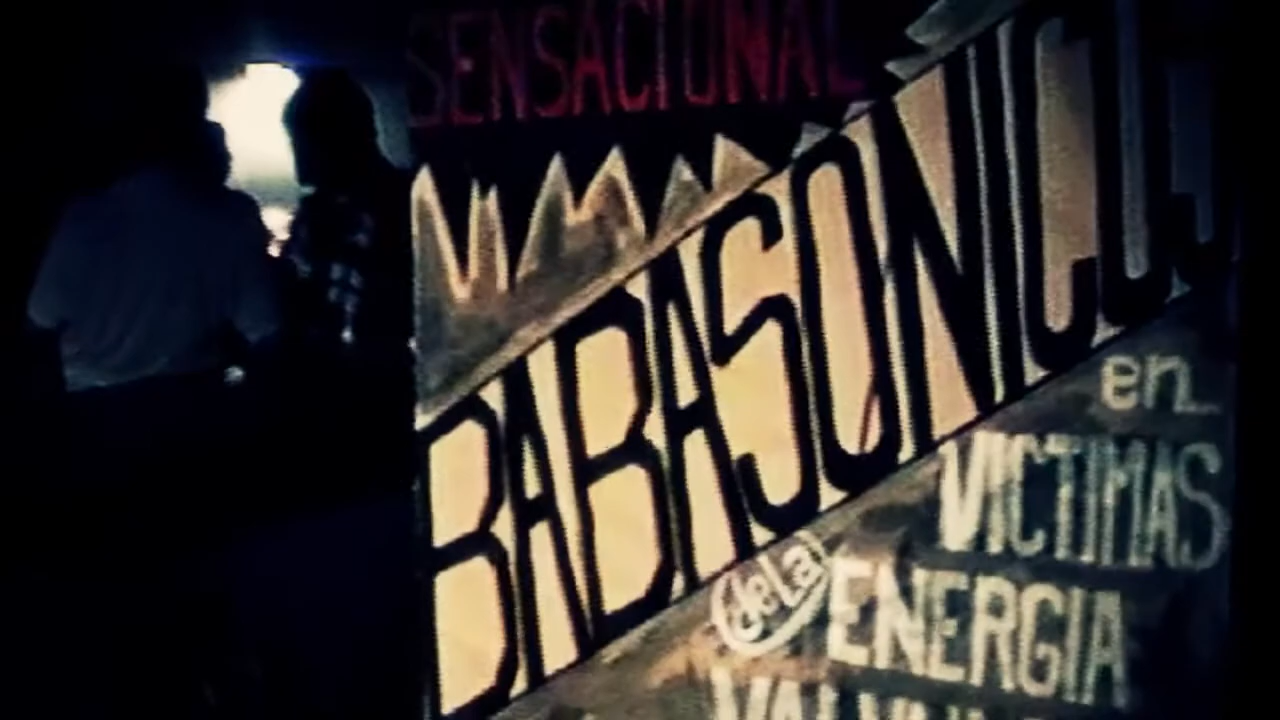 SENSACIONAL
BABASONICOS
en
VICTIMAS
de la
ENERGIA